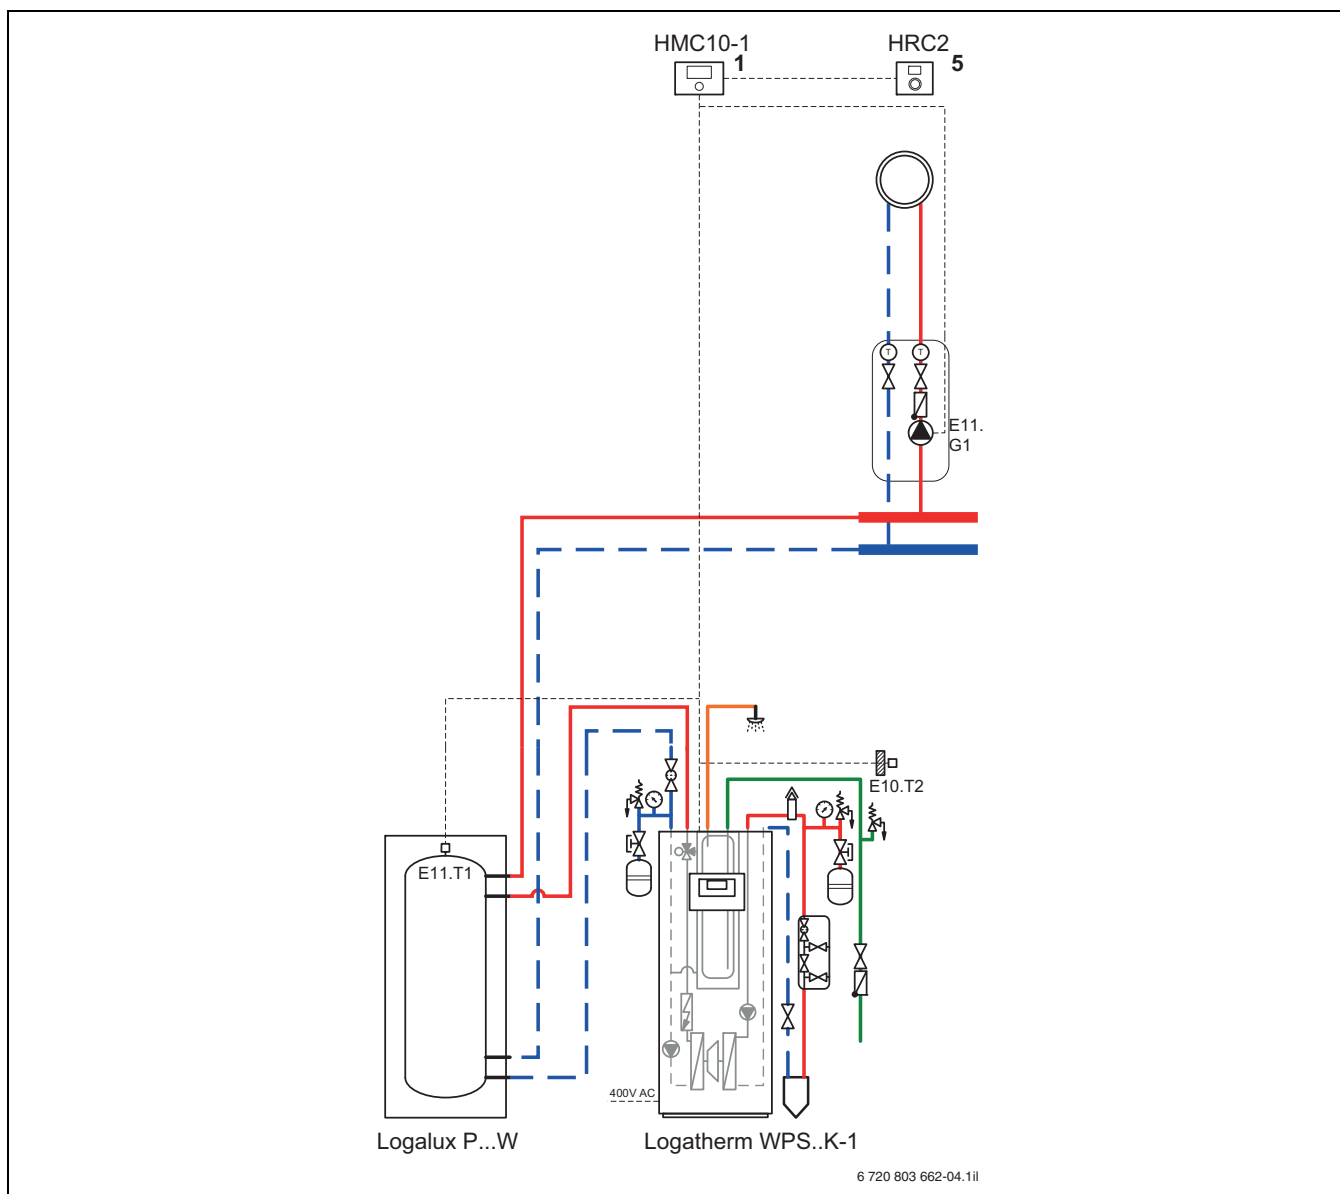 HMC10-1
1
HRC2
5
T
T
E11.
G1
E10.T2
E11.T1
400V AC
Logalux P...W
Logatherm WPS..K-1
6 720 803 662-04.1il